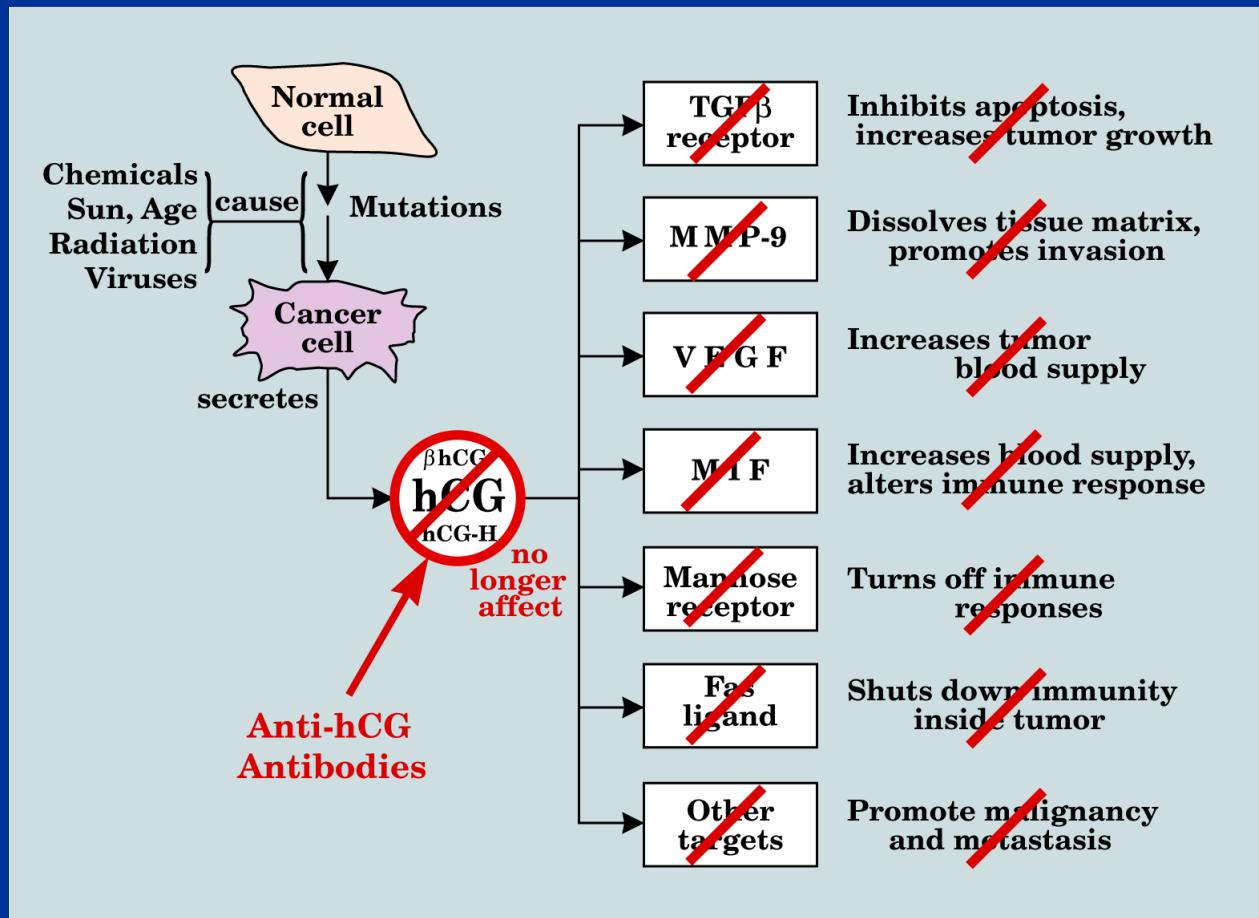 Normal
cell
Chemicals
Sun, Age
Radiation
Viruses
cause
Mutations
Cancer
cell
secretes
βhCG
hCG
hCG-H
no
longer
affect
Anti-hCG
Antibodies
TGFβ
receptor
Inhibits apoptosis,
increases tumor growth
MMP-9
Dissolves tissue matrix,
promotes invasion
VEGF
Increases tumor
blood supply
MIF
Increases blood supply,
alters immune response
Mannose
receptor
Turns off immune
responses
Fas
ligand
Shuts down immunity
inside tumor
Other
targets
Promote malignancy
and metastasis